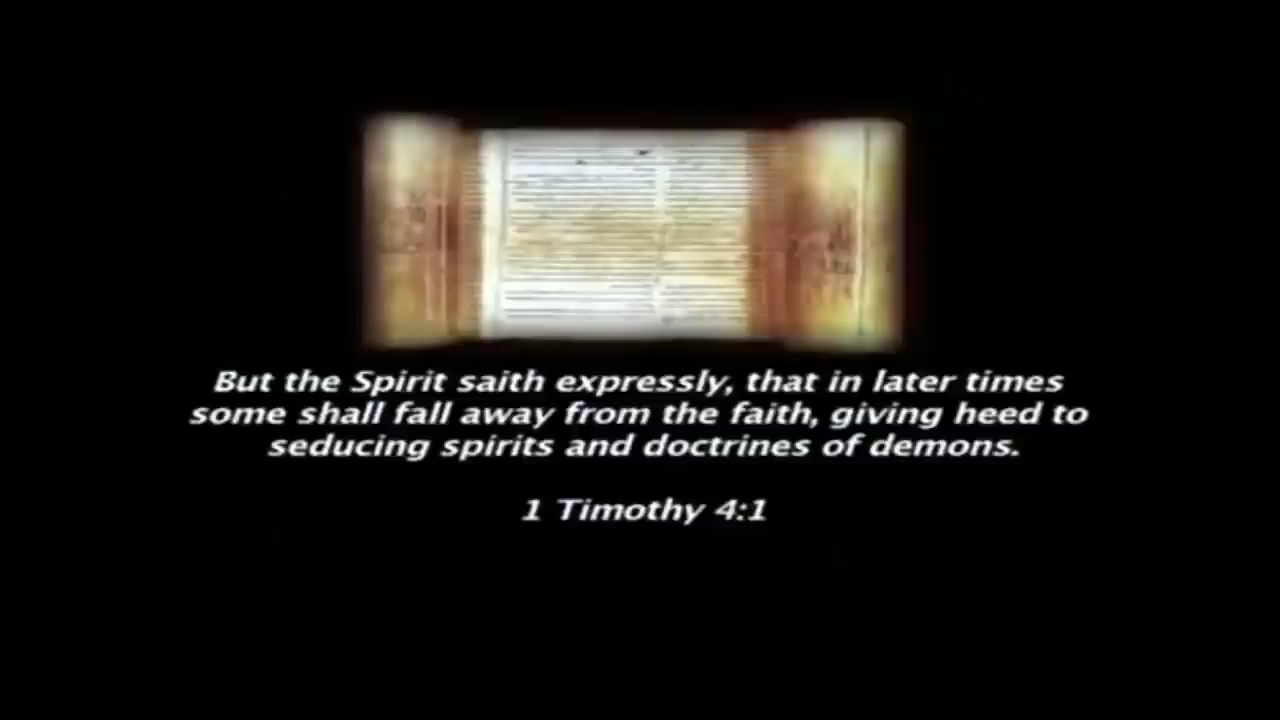 But the Spirit saith expressly, that in later times
some shall fall away from the faith, giving heed to
seducing spirits and doctrines of demons.
1 Timothy 4:1